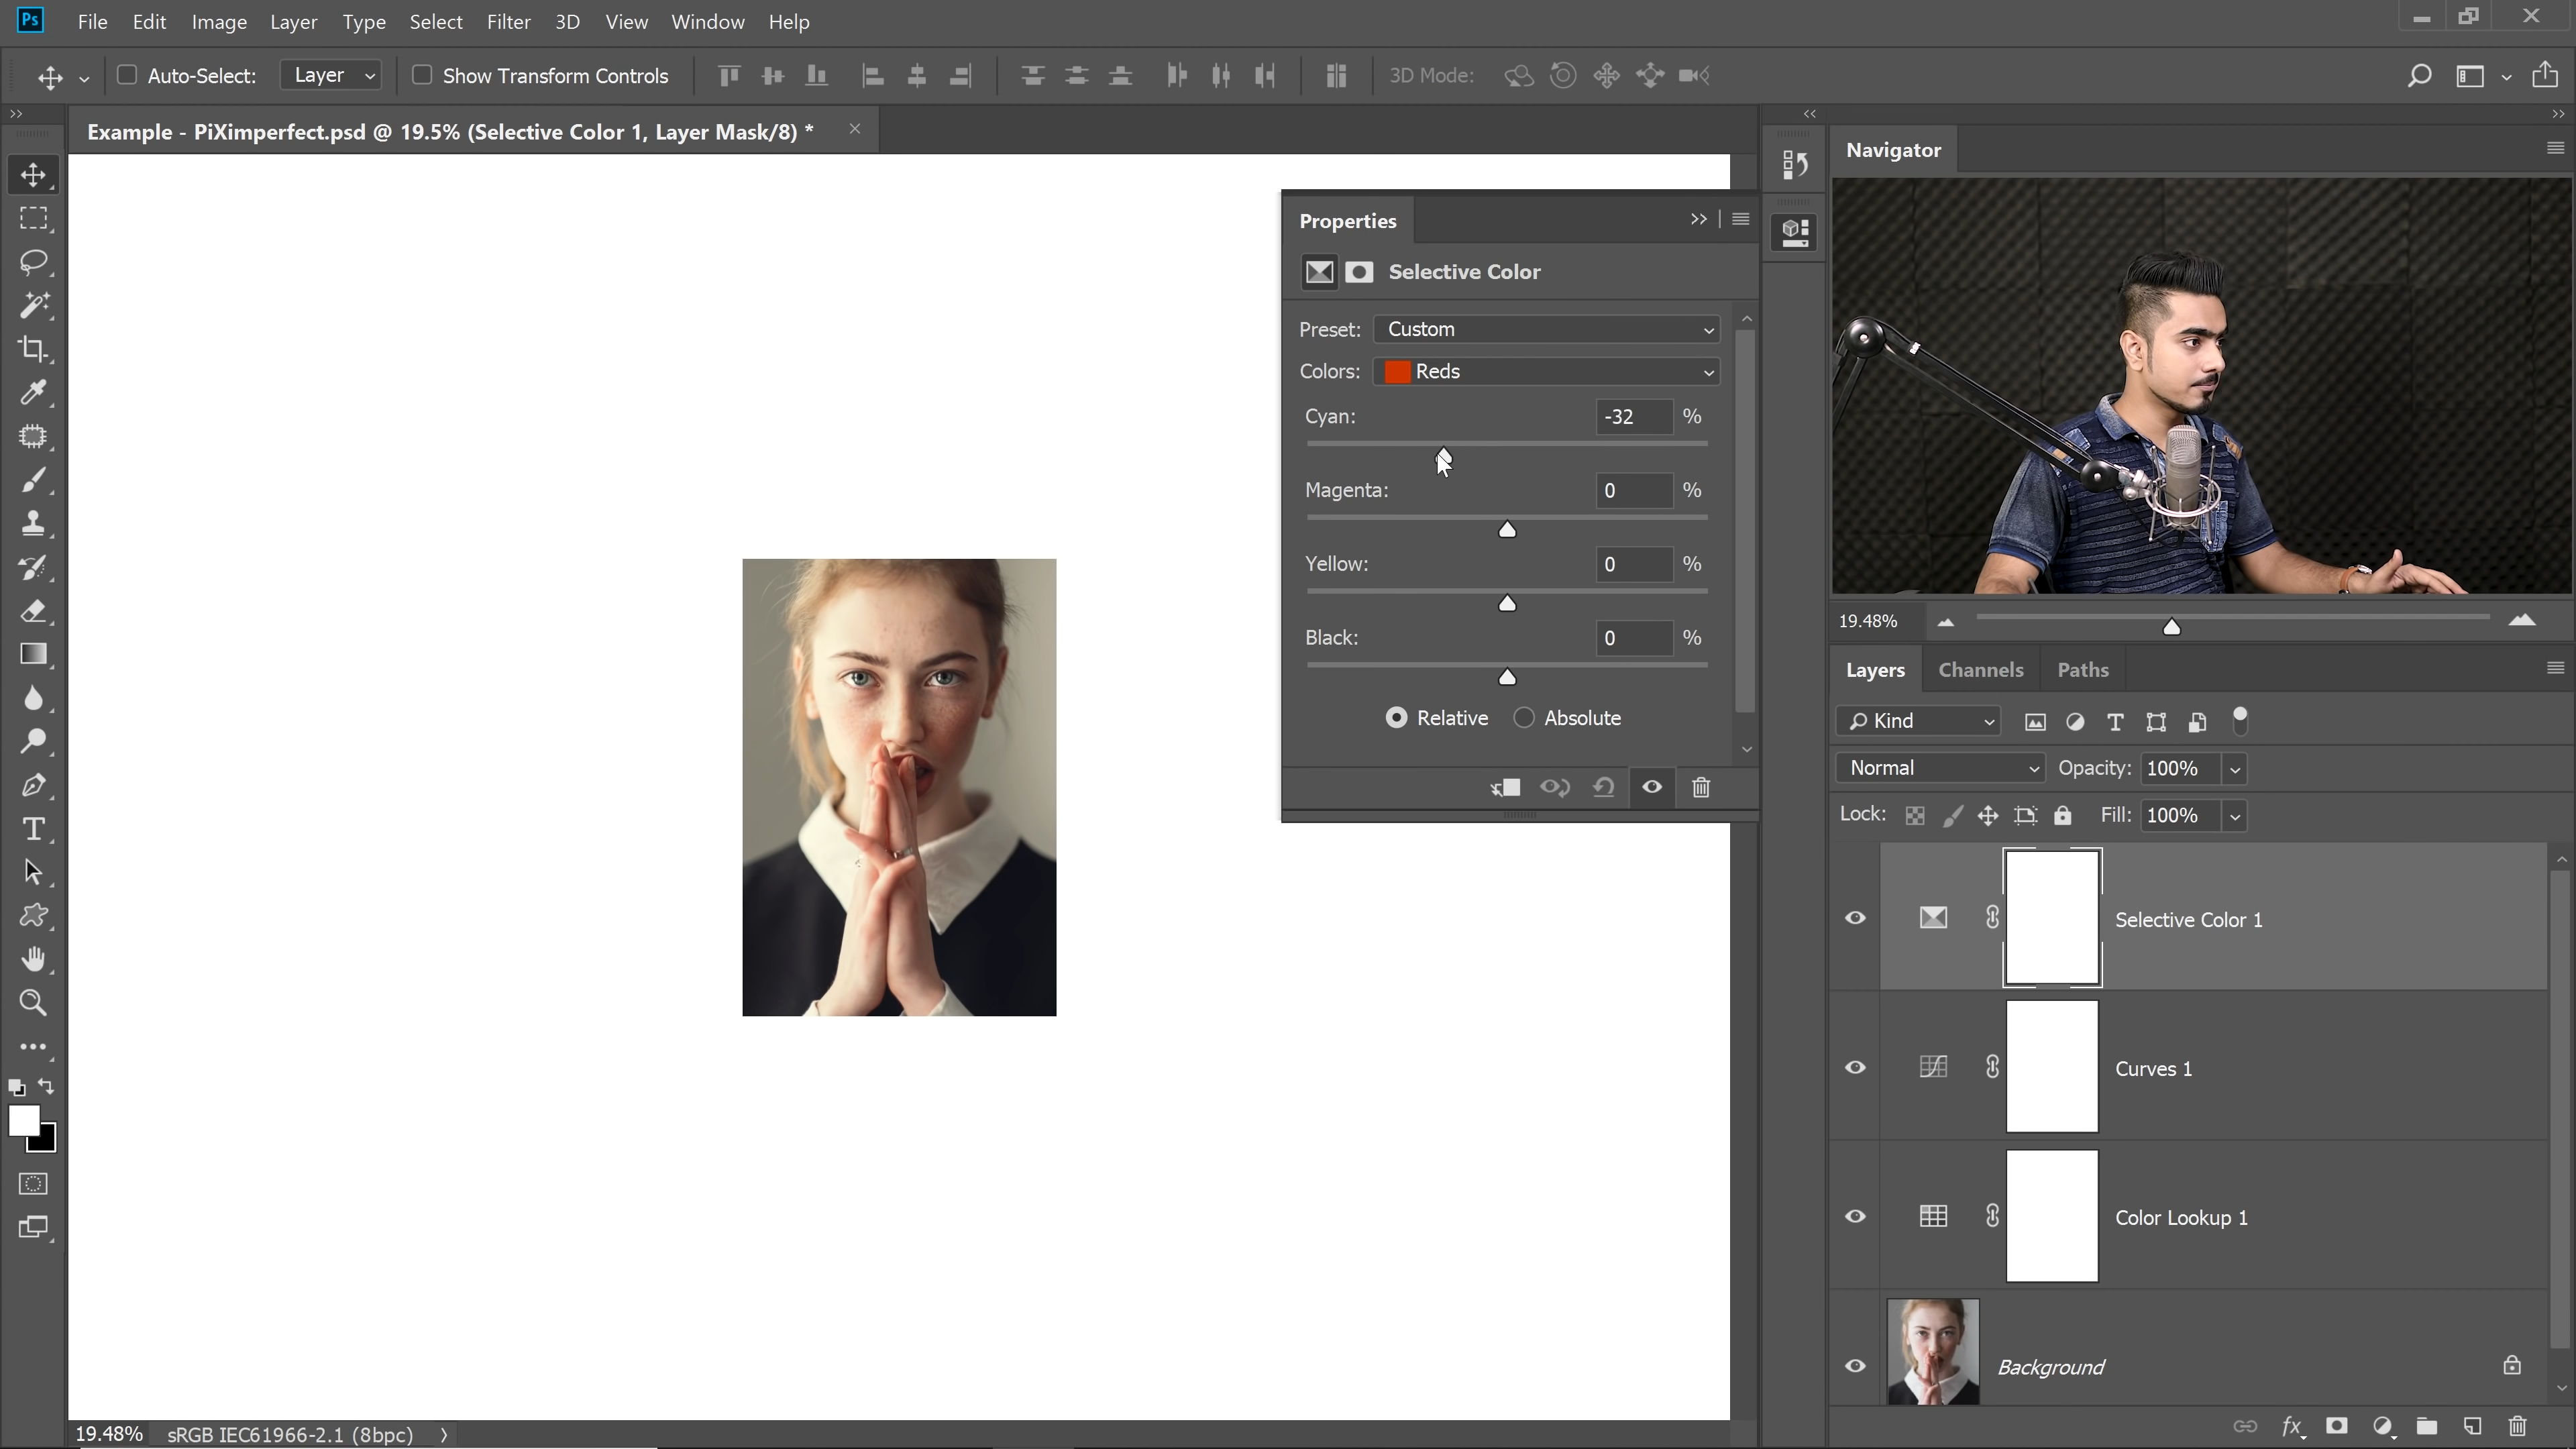 Ps File Edit Image Layer Type Select Filter 3D View Window Help
Auto-Select: Layer Show Transform Controls 3D Mode:
Example - PiXimperfect.psd @ 19.5% (Selective Color 1, Layer Mask/8) *
Properties
Selective Color
Preset: Custom
Colors: Reds
Cyan: -32 %
Magenta: 0 %
Yellow: 0 %
Black: 0 %
Relative Absolute
Navigator
19.48%
Layers Channels Paths
Kind
Normal Opacity: 100%
Lock: Fill: 100%
Selective Color 1
Curves 1
Color Lookup 1
Background
fx
19.48% sRGB IEC61966-2.1 (8bpc)